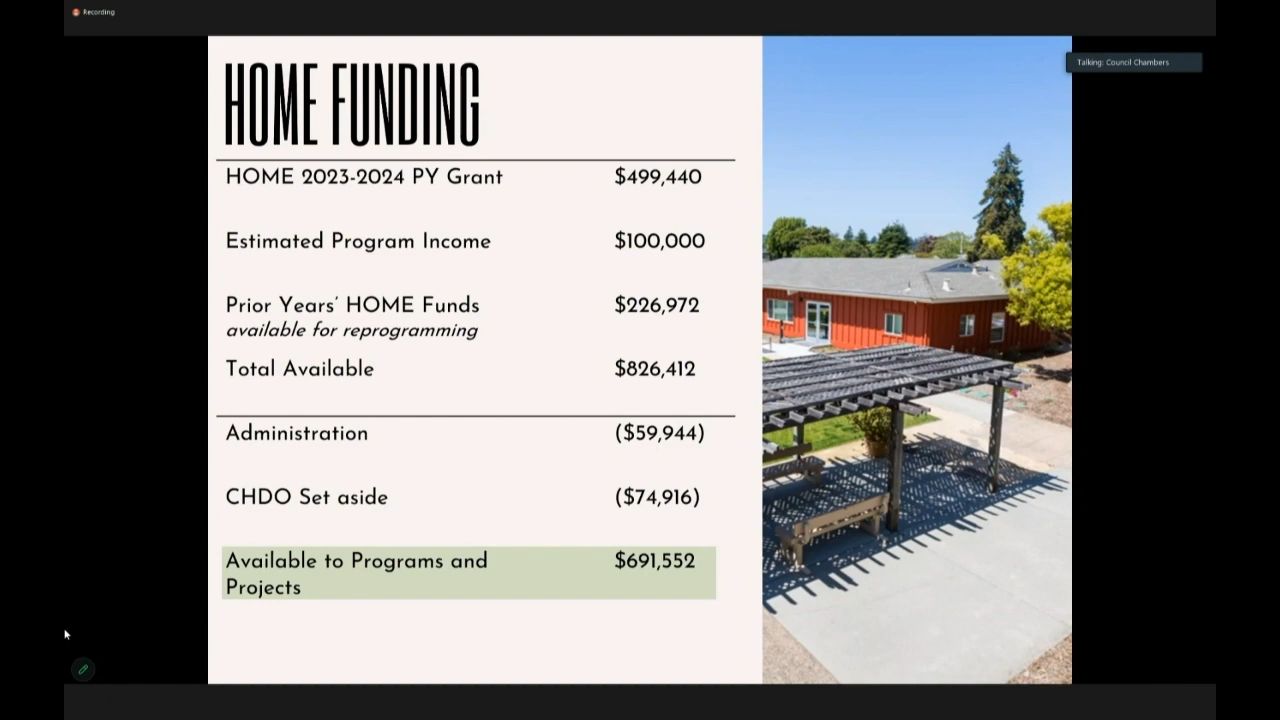 Recording
Talking: Council Chambers
HOME FUNDING
HOME 2023-2024 PY Grant $499,440
Estimated Program Income $100,000
Prior Years’ HOME Funds $226,972
available for reprogramming
Total Available $826,412
Administration ($59,944)
CHDO Set aside ($74,916)
Available to Programs and $691,552
Projects